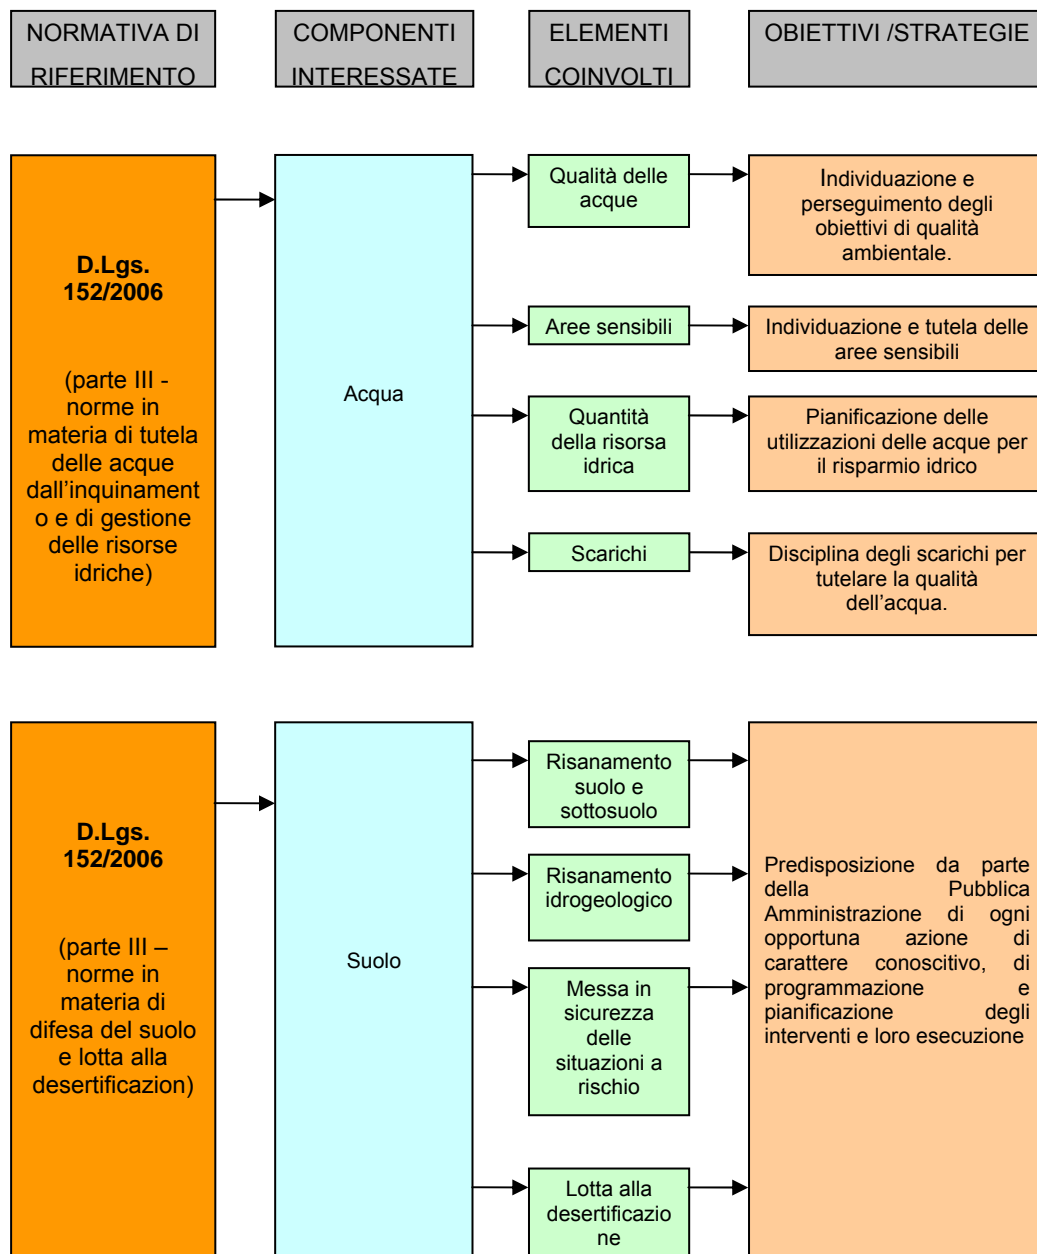 NORMATIVA DI
RIFERIMENTO
COMPONENTI
INTERESSATE
ELEMENTI
COINVOLTI
OBIETTIVI /STRATEGIE
D.Lgs.
152/2006
(parte III -
norme in
materia di tutela
delle acque
dall’inquinament
o e di gestione
delle risorse
idriche)
Acqua
Qualità delle
acque
Individuazione e
perseguimento degli
obiettivi di qualità
ambientale.
Aree sensibili
Individuazione e tutela delle
aree sensibili
Quantità
della risorsa
idrica
Pianificazione delle
utilizzazioni delle acque per
il risparmio idrico
Scarichi
Disciplina degli scarichi per
tutelare la qualità
dell’acqua.
D.Lgs.
152/2006
(parte III –
norme in
materia di
difesa del suolo
e lotta alla
desertificazion)
Suolo
Risanamento
suolo e
sottosuolo
Risanamento
idrogeologico
Messa in
sicurezza
delle
situazioni a
rischio
Lotta alla
desertificazio
ne
Predisposizione da parte
della Pubblica
Amministrazione di ogni
opportuna azione di
carattere conoscitivo, di
programmazione e
pianificazione degli
interventi e loro esecuzione